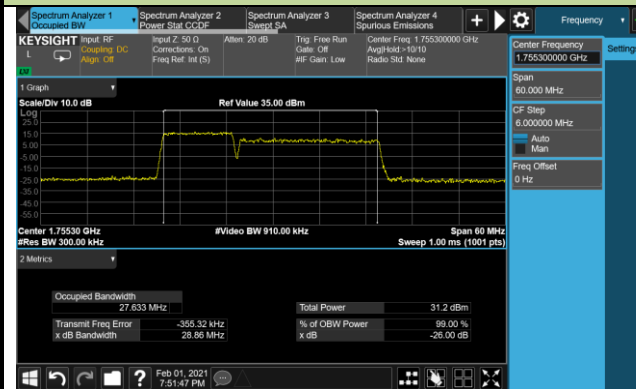 Spectrum Analyzer 1
Occupied BW
Spectrum Analyzer 2
Power Stat CCDF
Spectrum Analyzer 3
Swept SA
Spectrum Analyzer 4
Spurious Emissions
Frequency
KEYSIGHT
L
Input: RF
Coupling: DC
Align: Off
Input Z: 50 Ω
Corrections: On
Freq Ref: Int (S)
Atten: 20 dB
Trig: Free Run
Gate: Off
#IF Gain: Low
Center Freq: 1.755300000 GHz
Avg|Hold:>10/10
Radio Std: None
Center Frequency
1.755300000 GHz
Settings
Span
60.000 MHz
CF Step
6.000000 MHz
Auto
Man
Freq Offset
0 Hz
1 Graph
Scale/Div 10.0 dB
Ref Value 35.00 dBm
Log
25.0
15.0
5.00
-5.00
-15.0
-25.0
-35.0
-45.0
-55.0
Center 1.75530 GHz
#Video BW 910.00 kHz
Span 60 MHz
#Res BW 300.00 kHz
Sweep 1.00 ms (1001 pts)
2 Metrics
Occupied Bandwidth
27.633 MHz
Total Power
31.2 dBm
Transmit Freq Error
-355.32 kHz
% of OBW Power
99.00 %
x dB Bandwidth
28.86 MHz
x dB
-26.00 dB
?
Feb 01, 2021
7:51:47 PM